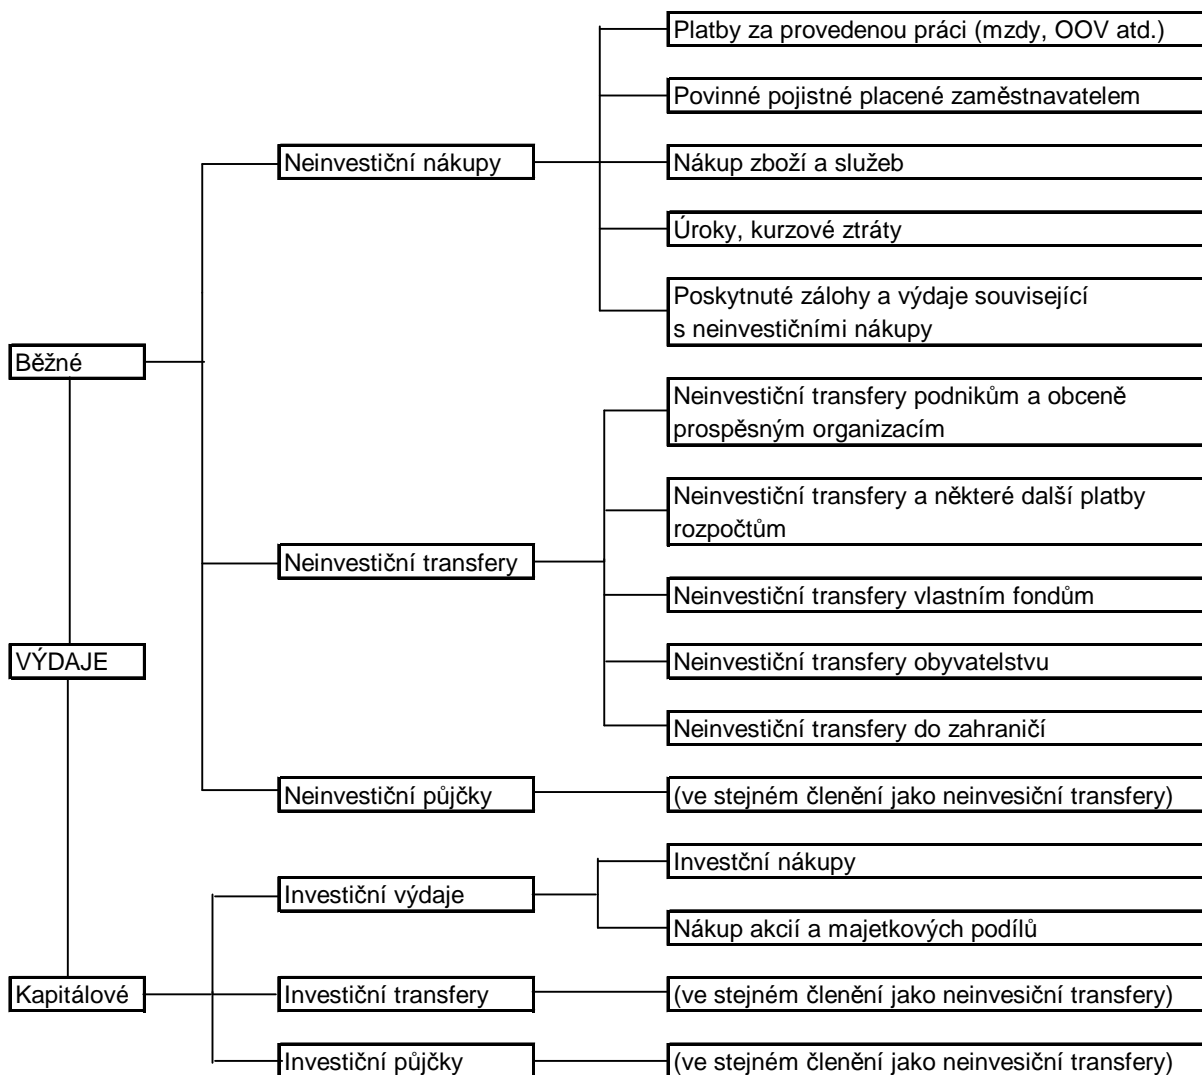 Platby za provedenou práci (mzdy, OOV atd.)
Povinné pojistné placené zaměstnavatelem
Neinvestiční nákupy
Nákup zboží a služeb
Úroky, kurzové ztráty
Poskytnuté zálohy a výdaje související
s neinvestičními nákupy
Běžné
Neinvestiční transfery podnikům a obceně
prospěsným organizacím
Neinvestiční transfery a některé další platby
rozpočtům
Neinvestiční transfery
Neinvestiční transfery vlastním fondům
VÝDAJE
Neinvestiční transfery obyvatelstvu
Neinvestiční transfery do zahraničí
Neinvestiční půjčky
(ve stejném členění jako neinvesiční transfery)
Investční nákupy
Investiční výdaje
Nákup akcií a majetkových podílů
Kapitálové
Investiční transfery
(ve stejném členění jako neinvesiční transfery)
Investiční půjčky
(ve stejném členění jako neinvesiční transfery)